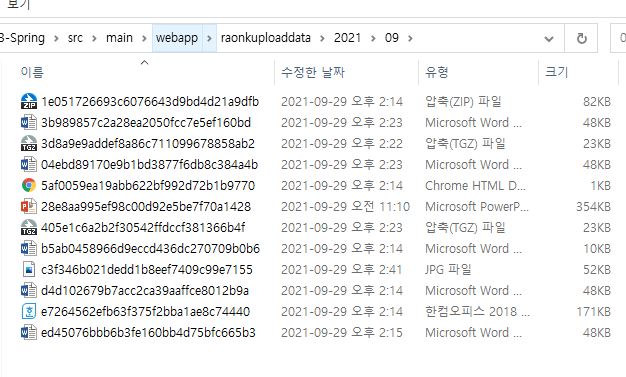 보기
3-Spring > src > main > webapp > raonkuploaddata > 2021 > 09 >
이름 수정한 날짜 유형 크기
1e051726693c6076643d9bd4d21a9dfb 2021-09-29 오후 2:14 압축(ZIP) 파일 82KB
3b989857c2a28ea2050fcc7e5ef160bd 2021-09-29 오후 2:23 Microsoft Word ... 48KB
3d8a9e9addef8a86c711099678858ab2 2021-09-29 오후 2:22 압축(TGZ) 파일 23KB
04ebd89170e9b1bd3877f6db8c384a4b 2021-09-29 오후 2:23 Microsoft Word ... 48KB
5af0059ea19abb622bf992d72b1b9770 2021-09-29 오후 2:14 Chrome HTML D... 1KB
28e8aa995ef98c00d92e5be7f70a1428 2021-09-29 오전 11:10 Microsoft PowerP... 354KB
405e1c6a2b2f30542ffdccf381366b4f 2021-09-29 오후 2:23 압축(TGZ) 파일 23KB
b5ab0458966d9eccd436dc270709b0b6 2021-09-29 오후 2:14 Microsoft Word ... 10KB
c3f346b021dedd1b8eef7409c99e7155 2021-09-29 오후 2:41 JPG 파일 52KB
d4d102679b7acc2ca39aaffce8012b9a 2021-09-29 오후 2:14 Microsoft Word ... 48KB
e7264562efb63f375f2bba1ae8c74440 2021-09-29 오후 2:14 한컴오피스 2018 ... 171KB
ed45076bbb6b3fe160bb4d75bfc665b3 2021-09-29 오후 2:15 Microsoft Word ... 48KB